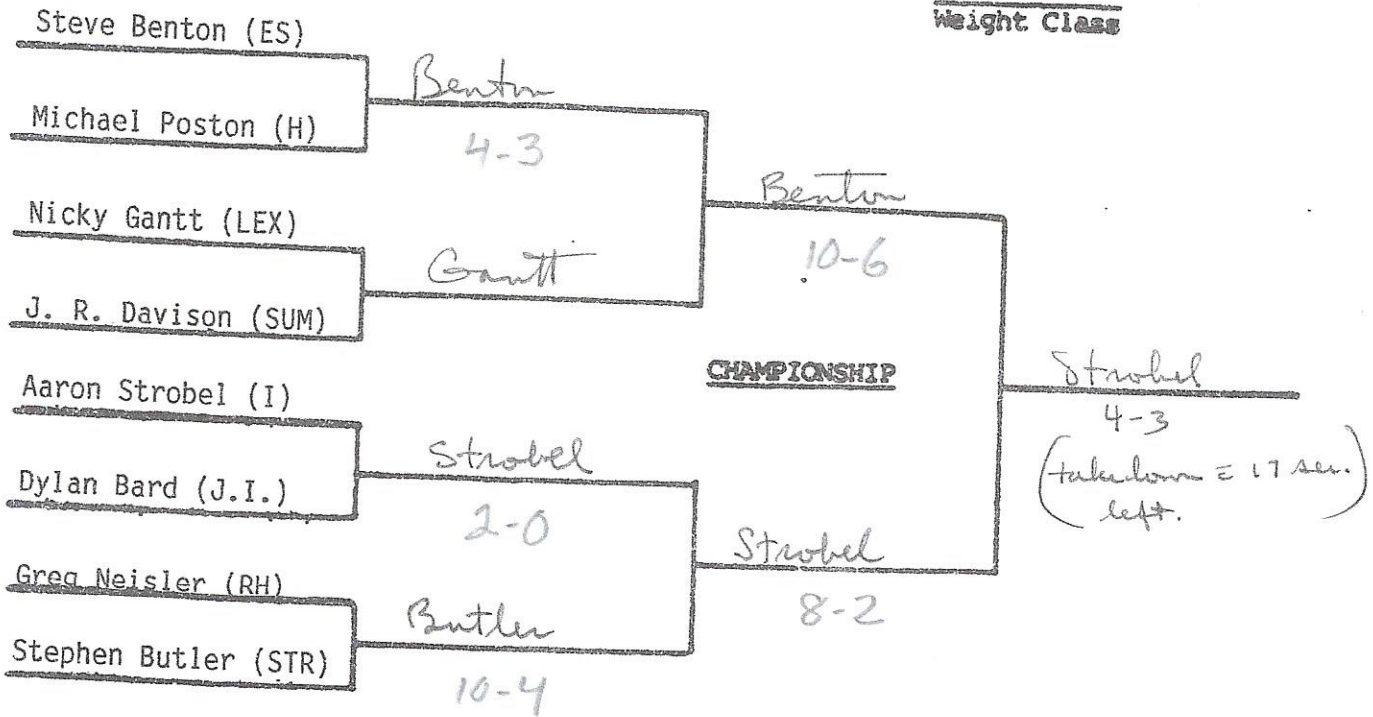 Weight Class
Steve Benton (ES)
Benton
Michael Poston (H)
4-3
Benton
Nicky Gantt (LEX)
10-6
Gantt
J. R. Davison (SUM)
CHAMPIONSHIP
Strobel
Aaron Strobel (I)
4-3
Strobel
(takedown = 17 sec.
left.)
Dylan Bard (J.I.)
2-0
Strobel
Greg Neisler (RH)
8-2
Butler
Stephen Butler (STR)
10-4